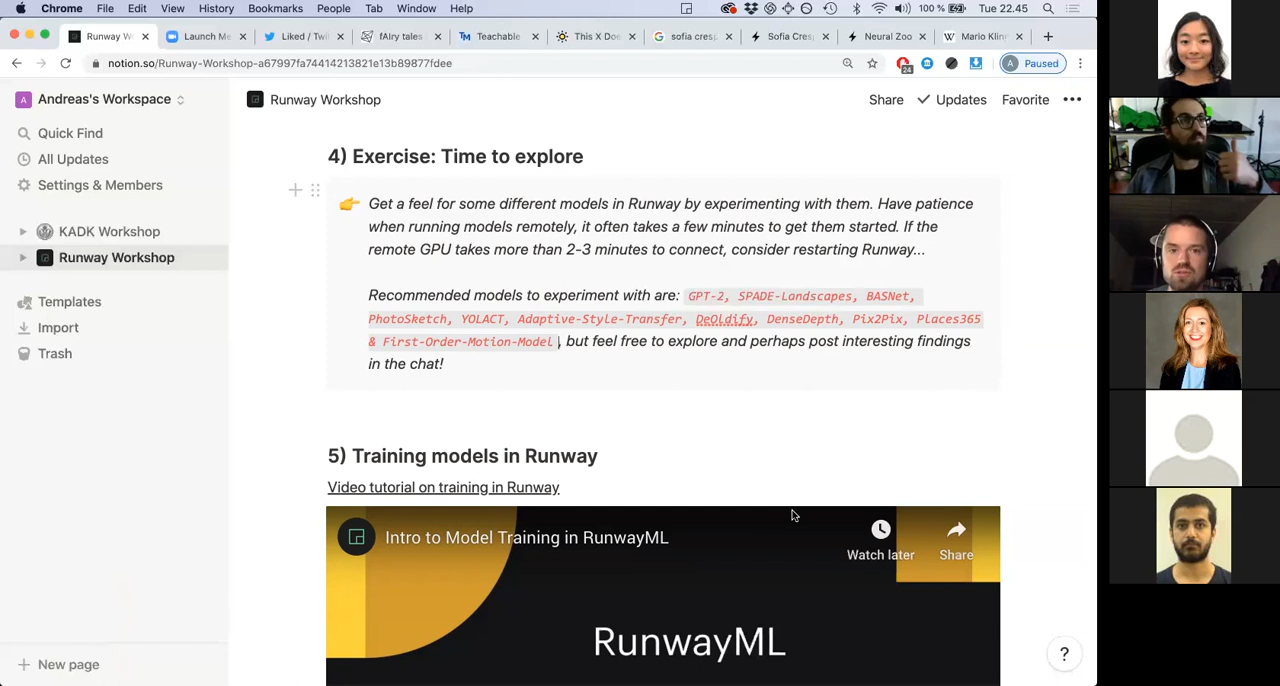 Chrome File Edit View History Bookmarks People Tab Window Help 100 % Tue 22.45
Runway W Launch Me Liked / Twi fAIry tales Teachable This X Doe sofia cresp Sofia Cresp Neural Zoo Mario Klin
notion.so/Runway-Workshop-a67997fa74414213821e13b89877fdee 24 A Paused
A Andreas's Workspace
Runway Workshop Share Updates Favorite
Quick Find
All Updates
Settings & Members
KADK Workshop
Runway Workshop
Templates
Import
Trash
New page
4) Exercise: Time to explore
Get a feel for some different models in Runway by experimenting with them. Have patience
when running models remotely, it often takes a few minutes to get them started. If the
remote GPU takes more than 2-3 minutes to connect, consider restarting Runway...
Recommended models to experiment with are: GPT-2, SPADE-Landscapes, BASNet,
PhotoSketch, YOLACT, Adaptive-Style-Transfer, DeOldify, DenseDepth, Pix2Pix, Places365
& First-Order-Motion-Model , but feel free to explore and perhaps post interesting findings
in the chat!
5) Training models in Runway
Video tutorial on training in Runway
Intro to Model Training in RunwayML
Watch later Share
RunwayML
?